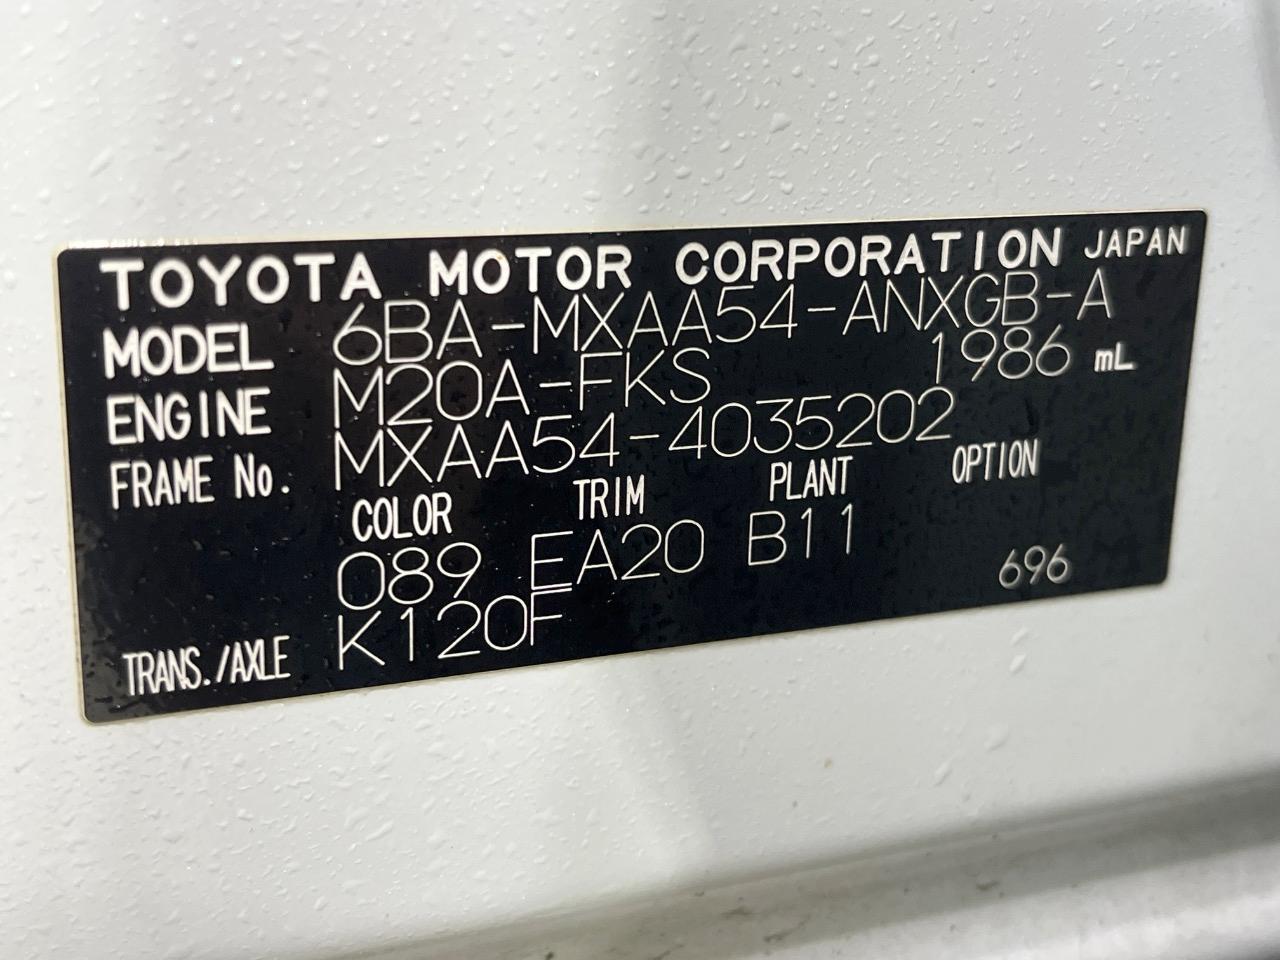 TOYOTA MOTOR CORPORATION JAPAN
MODEL 6BA-MXAA54-ANXGB-A
ENGINE M20A-FKS 1986 mL
FRAME No. MXAA54-4035202
COLOR TRIM PLANT OPTION
089 EA20 B11 696
TRANS./AXLE K120F